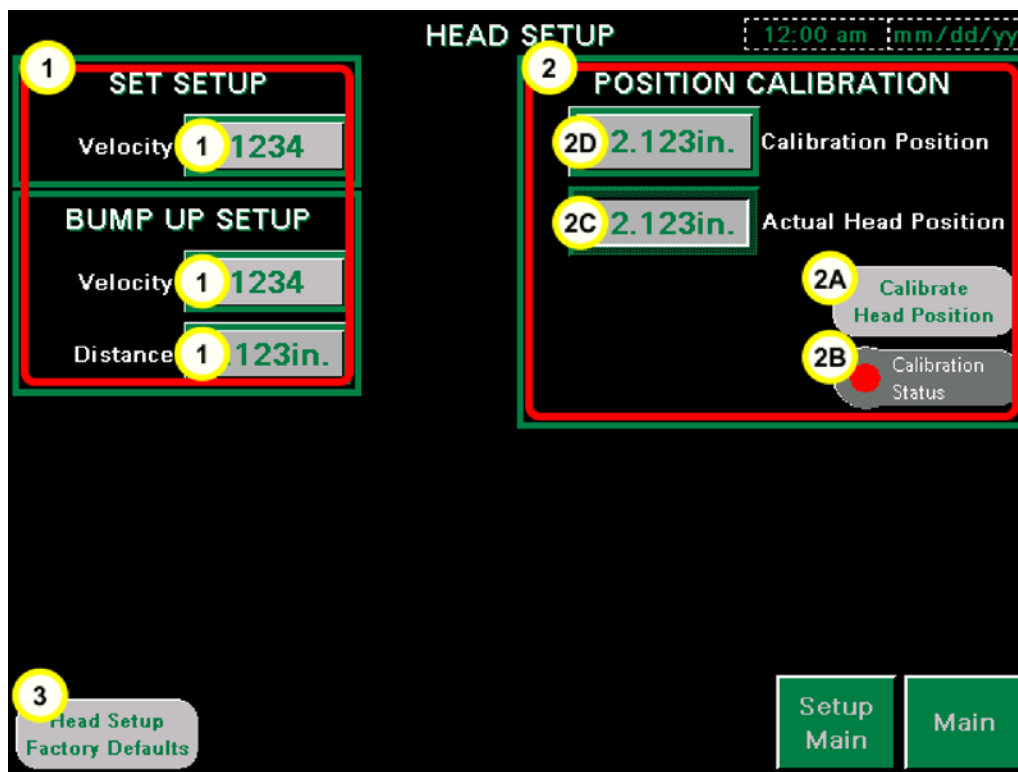 HEAD SETUP
12:00 am mm/dd/yy
1
SET SETUP
Velocity 1 1234
BUMP UP SETUP
Velocity 1 1234
Distance 1 .123in.
2
POSITION CALIBRATION
2D 2.123in. Calibration Position
2C 2.123in. Actual Head Position
2A Calibrate
Head Position
2B Calibration
Status
3
Head Setup
Factory Defaults
Setup
Main
Main